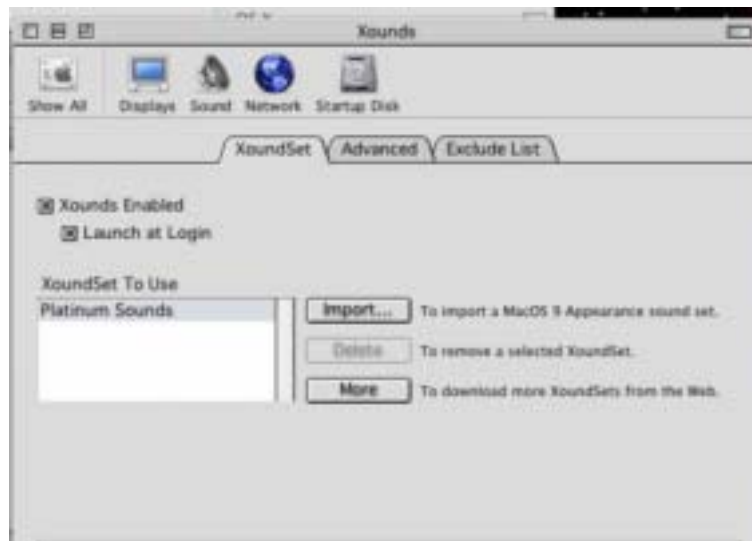 Xounds
Show All Displays Sound Network Startup Disk
XoundSet Advanced Exclude List
Xounds Enabled
Launch at Login
XoundSet To Use
Platinum Sounds
Import... To import a MacOS 9 Appearance sound set.
Delete To remove a selected XoundSet.
More To download more XoundSets from the Web.